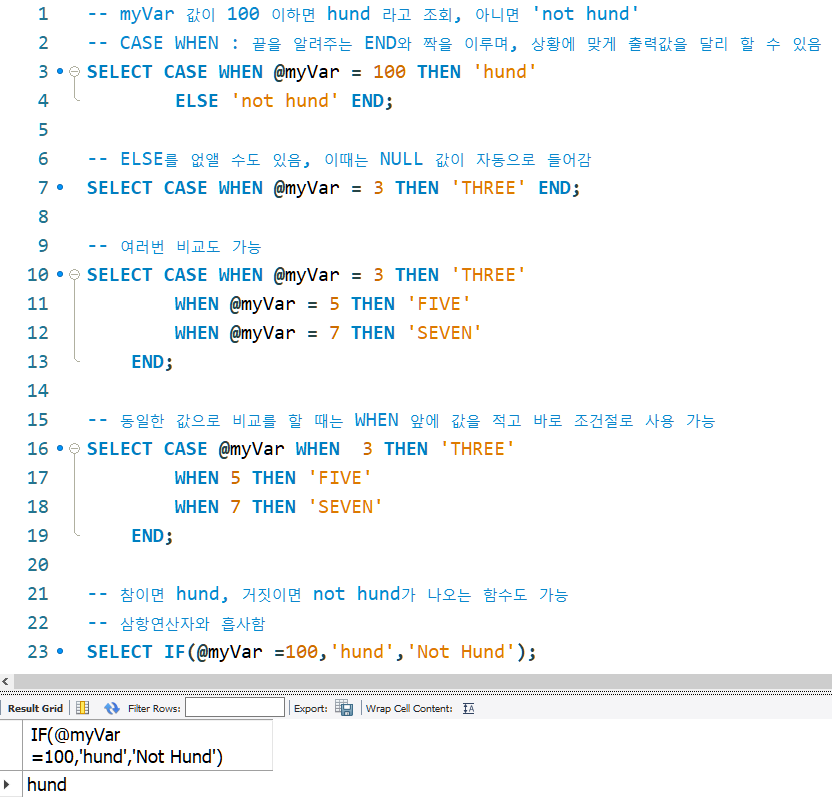 1 -- myVar 값이 100 이하면 hund 라고 조회, 아니면 'not hund'
2 -- CASE WHEN : 끝을 알려주는 END와 짝을 이루며, 상황에 맞게 출력값을 달리 할 수 있음
3 SELECT CASE WHEN @myVar = 100 THEN 'hund'
4 ELSE 'not hund' END;
5
6 -- ELSE를 없앨 수도 있음, 이때는 NULL 값이 자동으로 들어감
7 SELECT CASE WHEN @myVar = 3 THEN 'THREE' END;
8
9 -- 여러번 비교도 가능
10 SELECT CASE WHEN @myVar = 3 THEN 'THREE'
11 WHEN @myVar = 5 THEN 'FIVE'
12 WHEN @myVar = 7 THEN 'SEVEN'
13 END;
14
15 -- 동일한 값으로 비교를 할 때는 WHEN 앞에 값을 적고 바로 조건절로 사용 가능
16 SELECT CASE @myVar WHEN  3 THEN 'THREE'
17 WHEN 5 THEN 'FIVE'
18 WHEN 7 THEN 'SEVEN'
19 END;
20
21 -- 참이면 hund, 거짓이면 not hund가 나오는 함수도 가능
22 -- 삼항연산자와 흡사함
23 SELECT IF(@myVar =100,'hund','Not Hund');
Result Grid Filter Rows: Export: Wrap Cell Content:
IF(@myVar
=100,'hund','Not Hund')
hund